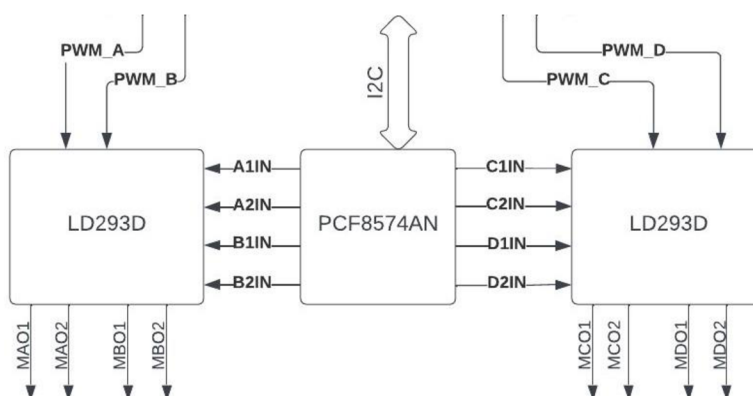 PWM_A
PWM_B
I2C
PWM_D
PWM_C
A1IN
C1IN
A2IN
C2IN
LD293D
PCF8574AN
LD293D
B1IN
D1IN
B2IN
D2IN
MAO1
MAO2
MBO1
MBO2
MCO1
MCO2
MDO1
MDO2